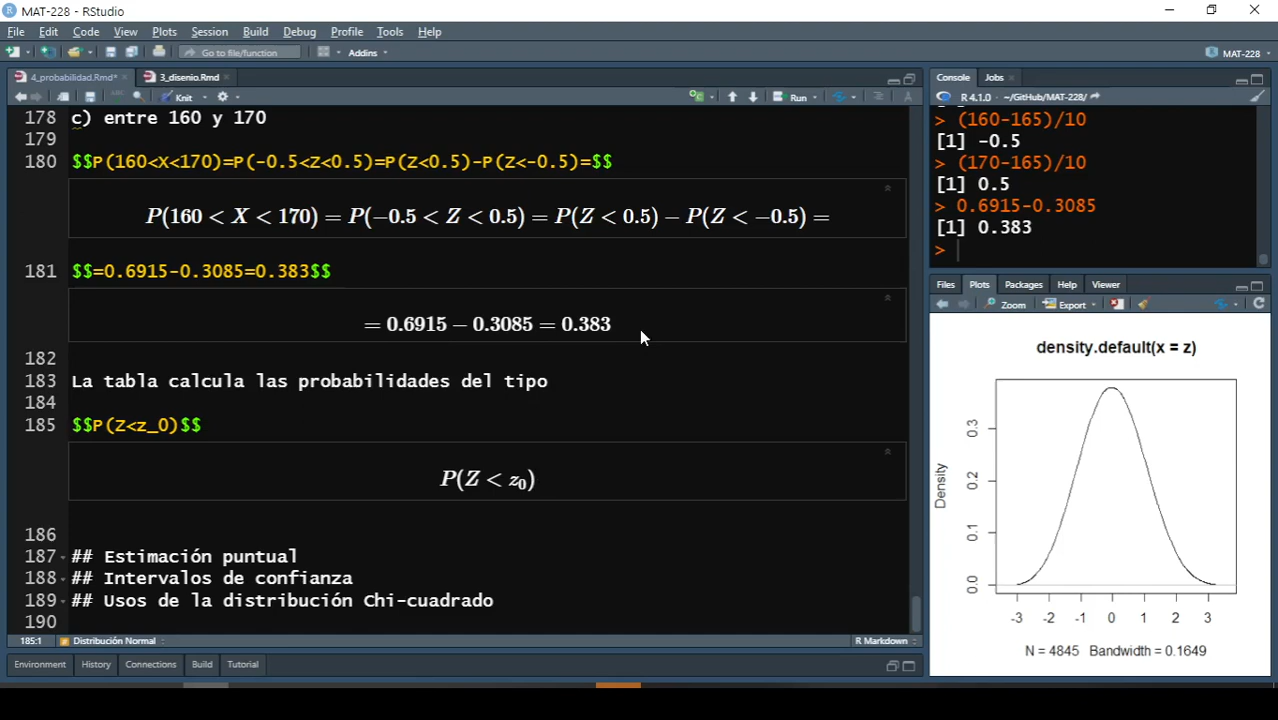 MAT-228 - RStudio
File Edit Code View Plots Session Build Debug Profile Tools Help
Go to file/function Addins MAT-228
4_probabilidad.Rmd* 3_disenio.Rmd
Knit Run
178 c) entre 160 y 170
179
180 $$P(160<X<170)=P(-0.5<Z<0.5)=P(Z<0.5)-P(Z<-0.5)=$$
P(160 < X < 170) = P(−0.5 < Z < 0.5) = P(Z < 0.5) − P(Z < −0.5) =
181 $$=0.6915-0.3085=0.383$$
= 0.6915 − 0.3085 = 0.383
182
183 La tabla calcula las probabilidades del tipo
184
185 $$P(Z<z_0)$$
P(Z < z₀)
186
187 ## Estimación puntual
188 ## Intervalos de confianza
189 ## Usos de la distribución Chi-cuadrado
190
185:1 Distribución Normal R Markdown
Environment History Connections Build Tutorial
Console Jobs
R 4.1.0 · ~/GitHub/MAT-228/
> (160-165)/10
[1] -0.5
> (170-165)/10
[1] 0.5
> 0.6915-0.3085
[1] 0.383
>
Files Plots Packages Help Viewer
Zoom Export
density.default(x = z)
Density
0.3
0.2
0.1
0.0
-3 -2 -1 0 1 2 3
N = 4845 Bandwidth = 0.1649